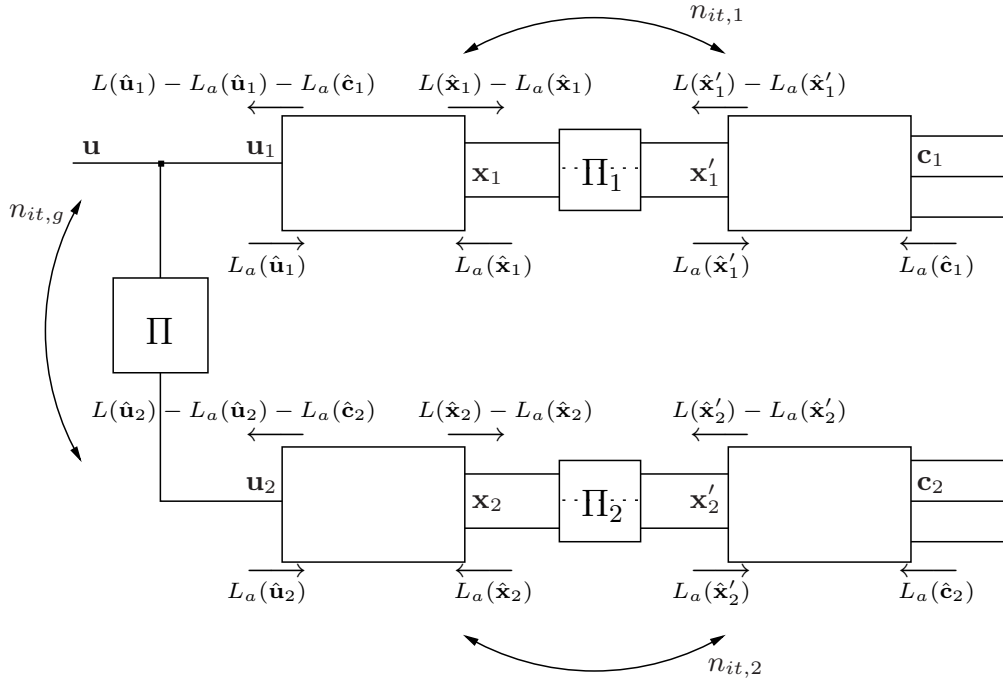 n_{it,1}
L(û₁) − L_a(û₁) − L_a(ĉ₁) L(x̂₁) − L_a(x̂₁) L(x̂′₁) − L_a(x̂′₁)
u u₁ x₁ Π₁ x′₁ c₁
n_{it,g}
L_a(û₁) L_a(x̂₁) L_a(x̂′₁) L_a(ĉ₁)
Π
L(û₂) − L_a(û₂) − L_a(ĉ₂) L(x̂₂) − L_a(x̂₂) L(x̂′₂) − L_a(x̂′₂)
u₂ x₂ Π₂ x′₂ c₂
L_a(û₂) L_a(x̂₂) L_a(x̂′₂) L_a(ĉ₂)
n_{it,2}